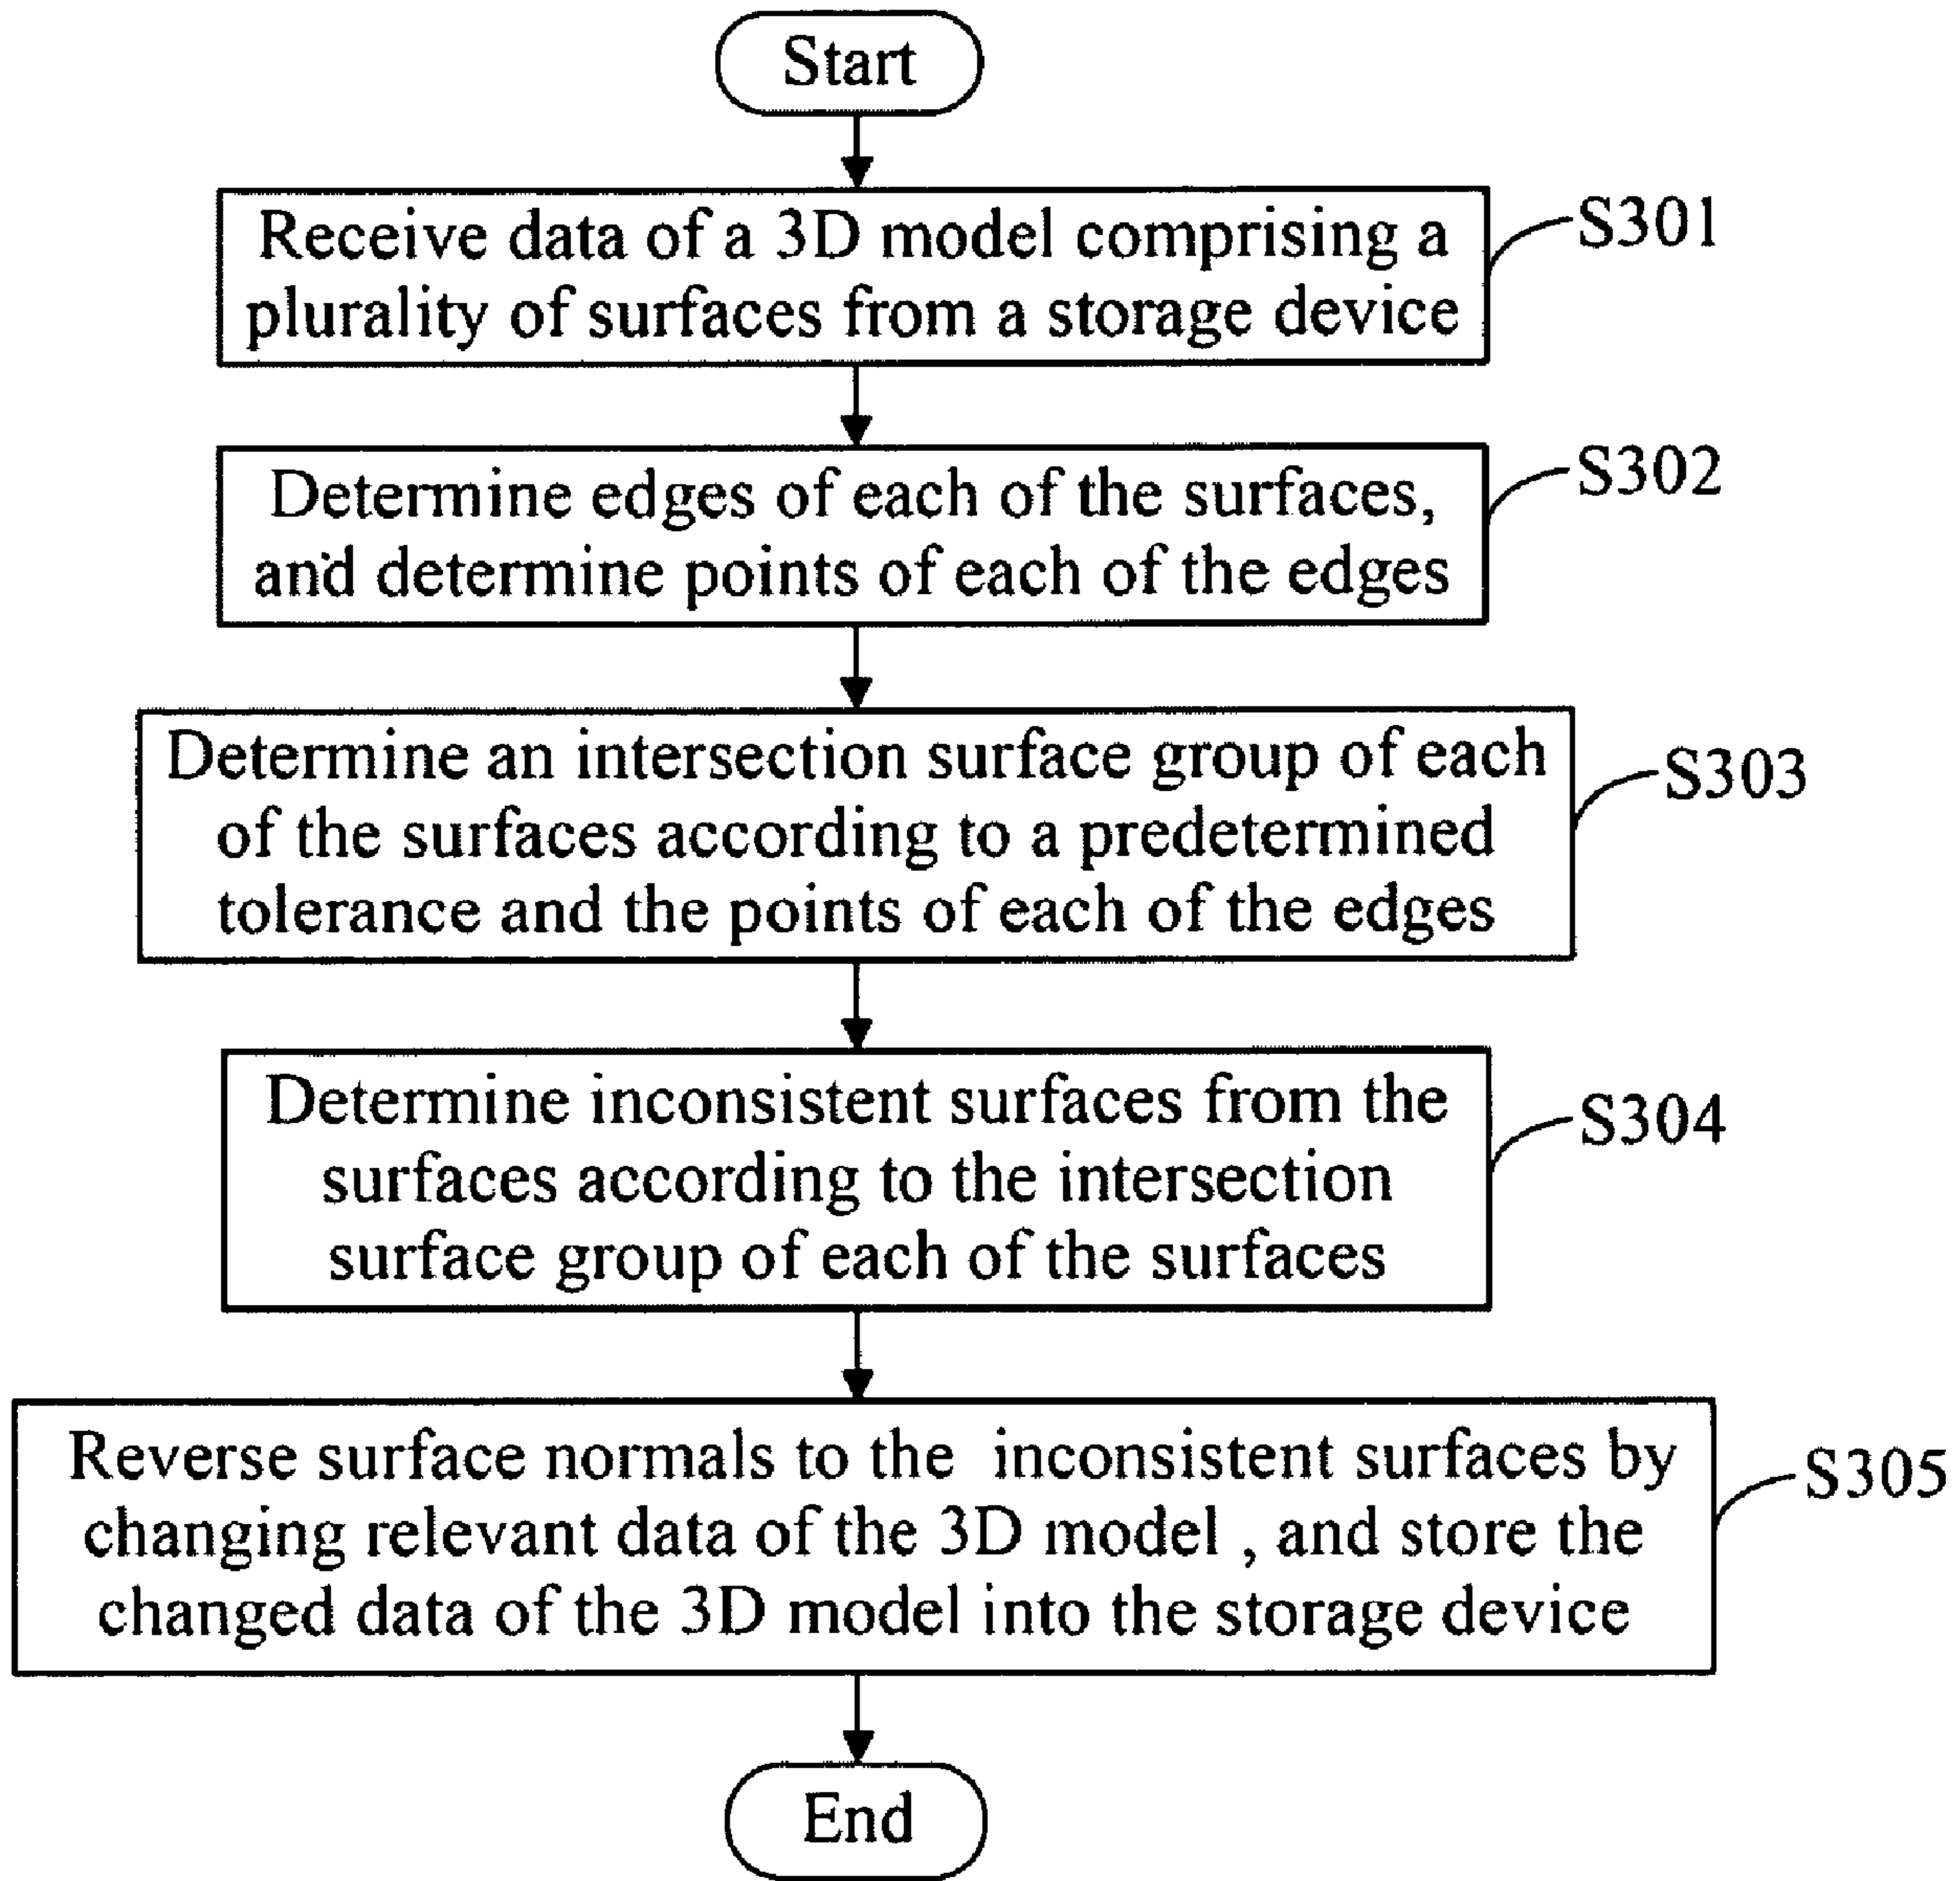 Start
Receive data of a 3D model comprising a
plurality of surfaces from a storage device
S301
Determine edges of each of the surfaces,
and determine points of each of the edges
S302
Determine an intersection surface group of each
of the surfaces according to a predetermined
tolerance and the points of each of the edges
S303
Determine inconsistent surfaces from the
surfaces according to the intersection
surface group of each of the surfaces
S304
Reverse surface normals to the inconsistent surfaces by
changing relevant data of the 3D model , and store the
changed data of the 3D model into the storage device
S305
End